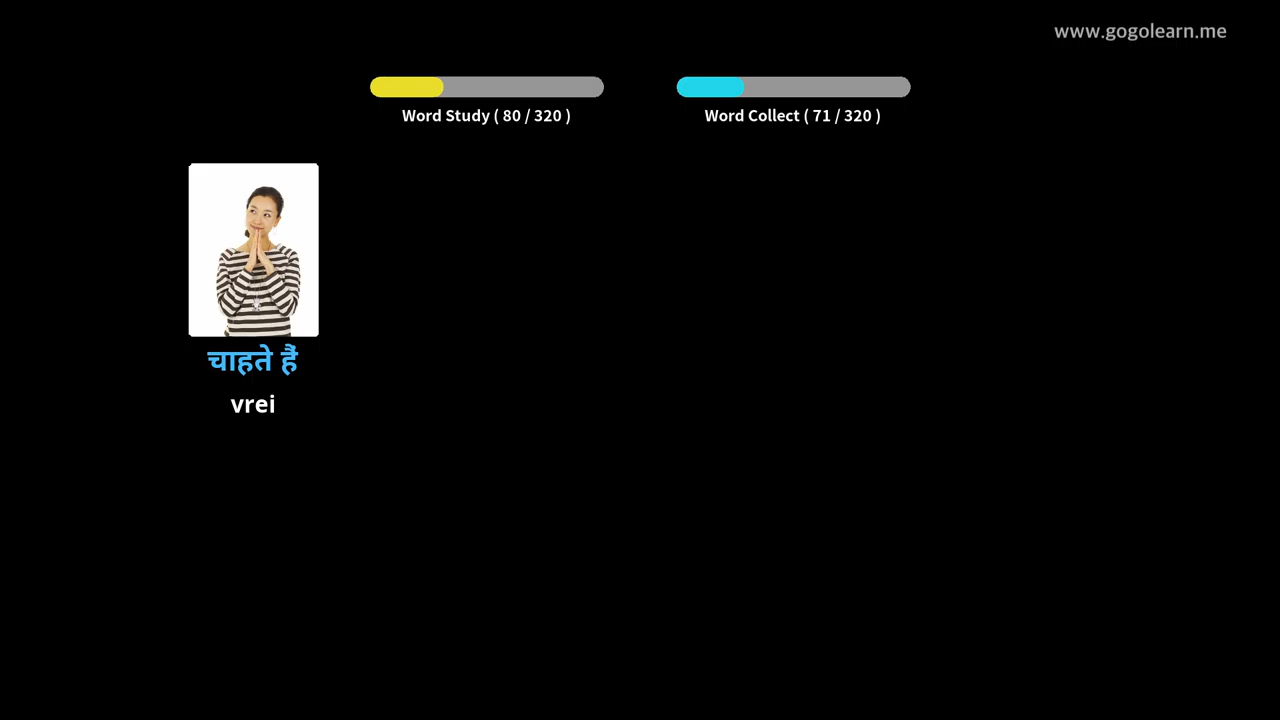 www.gogolearn.me
Word Study ( 80 / 320 )
Word Collect ( 71 / 320 )
चाहते हैं
vrei